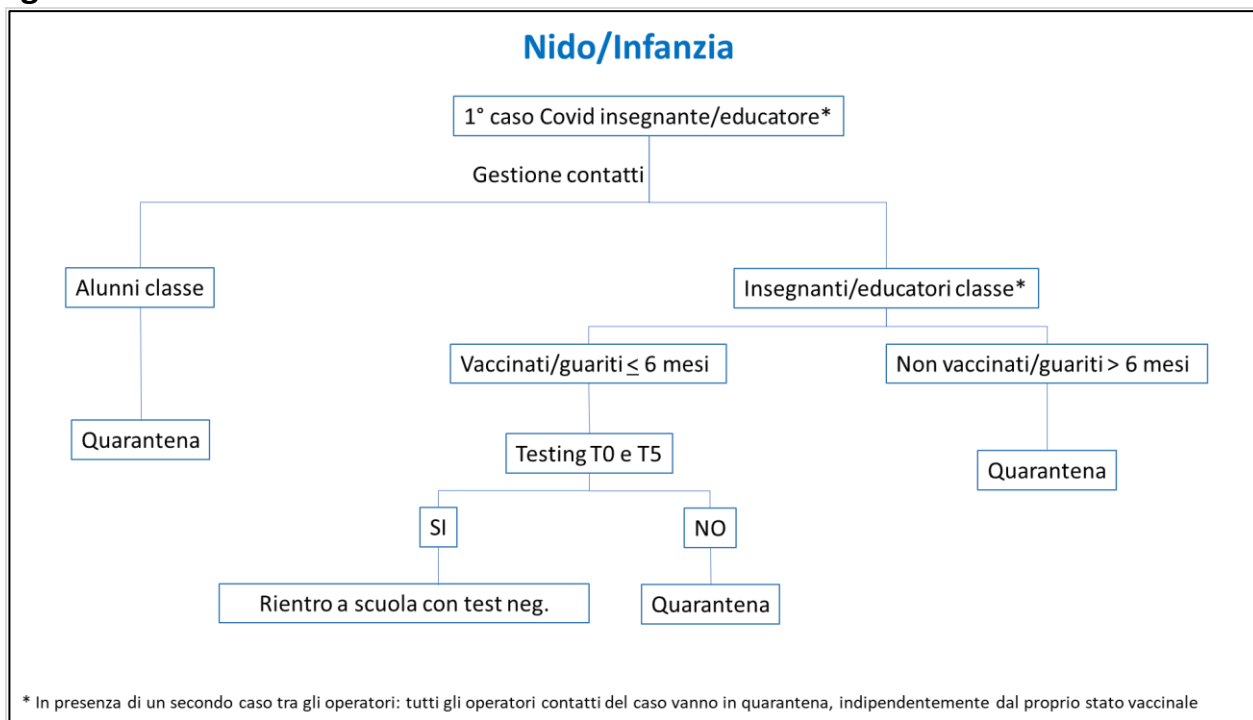 Nido/Infanzia
1° caso Covid insegnante/educatore*
Gestione contatti
Alunni classe
Insegnanti/educatori classe*
Vaccinati/guariti ≤ 6 mesi
Non vaccinati/guariti > 6 mesi
Quarantena
Testing T0 e T5
Quarantena
SI
NO
Rientro a scuola con test neg.
Quarantena
* In presenza di un secondo caso tra gli operatori: tutti gli operatori contatti del caso vanno in quarantena, indipendentemente dal proprio stato vaccinale